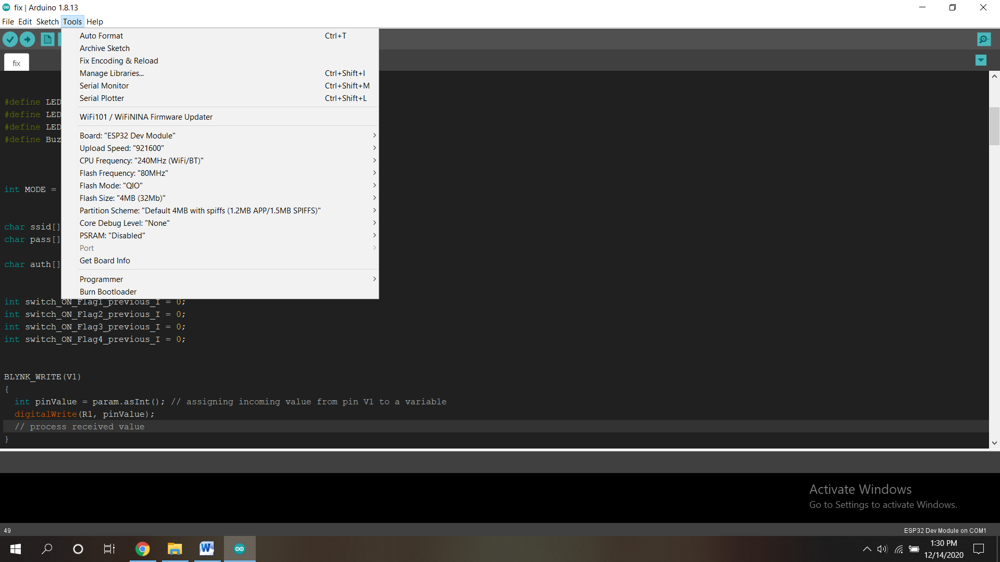 fix | Arduino 1.8.13
File Edit Sketch Tools Help
Auto Format Ctrl+T
Archive Sketch
Fix Encoding & Reload
Manage Libraries... Ctrl+Shift+I
Serial Monitor Ctrl+Shift+M
Serial Plotter Ctrl+Shift+L
WiFi101 / WiFiNINA Firmware Updater
Board: "ESP32 Dev Module"
Upload Speed: "921600"
CPU Frequency: "240MHz (WiFi/BT)"
Flash Frequency: "80MHz"
Flash Mode: "QIO"
Flash Size: "4MB (32Mb)"
Partition Scheme: "Default 4MB with spiffs (1.2MB APP/1.5MB SPIFFS)"
Core Debug Level: "None"
PSRAM: "Disabled"
Port
Get Board Info
Programmer
Burn Bootloader
fix
#define LED
#define LED
#define LED
#define Buz
int MODE =
char ssid[]
char pass[]
char auth[]
int switch_ON_Flag1_previous_I = 0;
int switch_ON_Flag2_previous_I = 0;
int switch_ON_Flag3_previous_I = 0;
int switch_ON_Flag4_previous_I = 0;
BLYNK_WRITE(V1)
{
int pinValue = param.asInt(); // assigning incoming value from pin V1 to a variable
digitalWrite(R1, pinValue);
// process received value
}
Activate Windows
Go to Settings to activate Windows.
49
ESP32 Dev Module on COM1
1:30 PM
12/14/2020